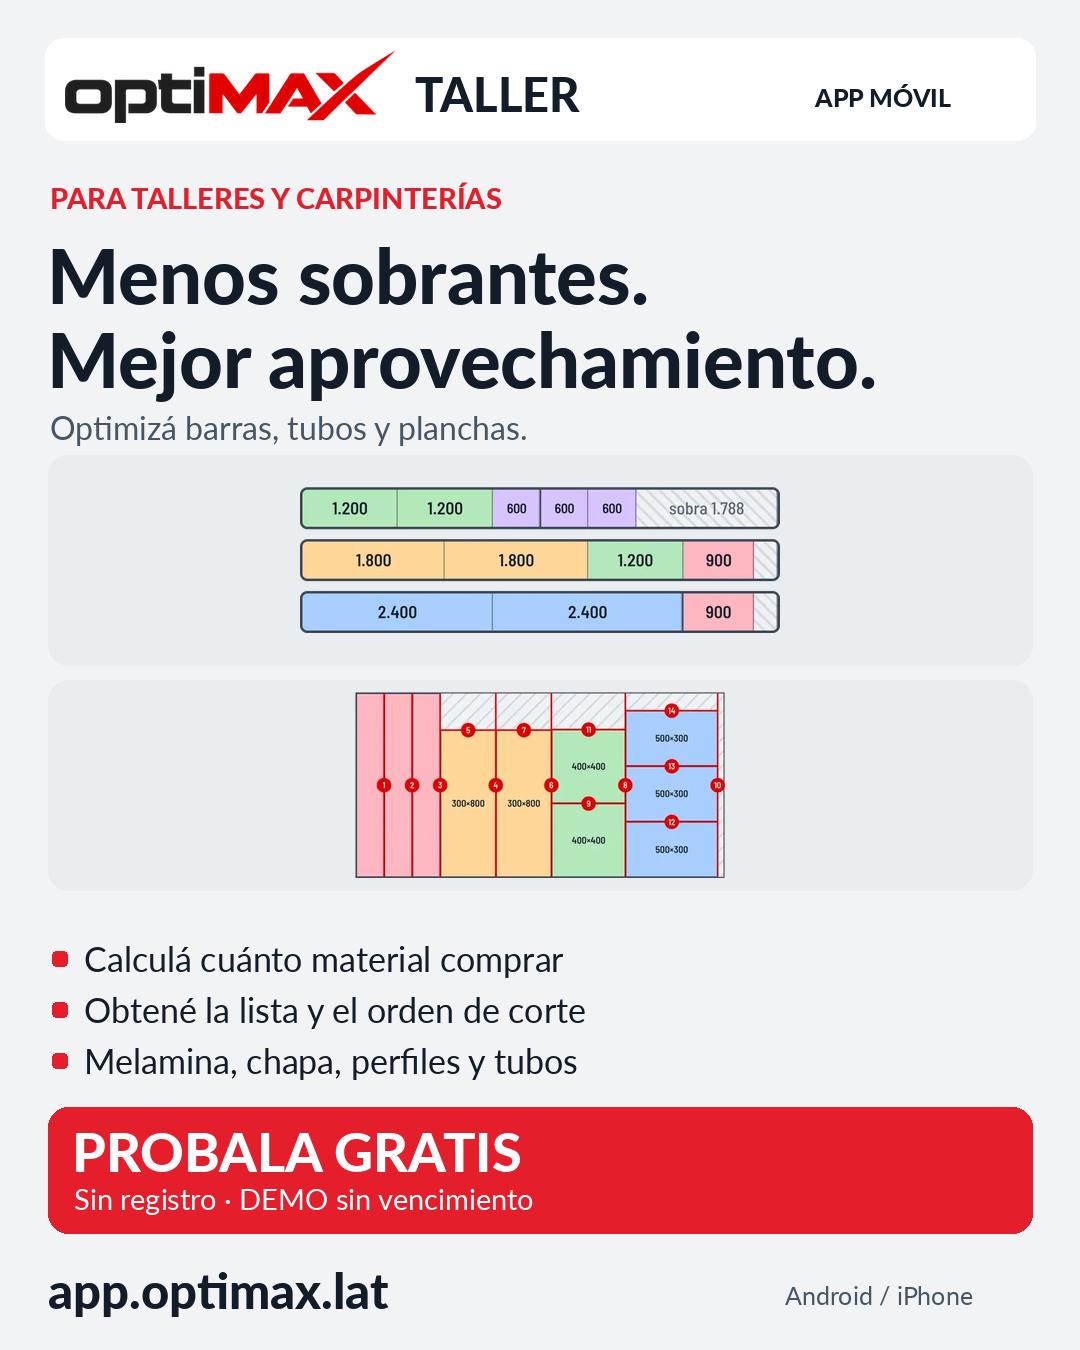 optiMAX TALLER APP MÓVIL
PARA TALLERES Y CARPINTERÍAS
Menos sobrantes.
Mejor aprovechamiento.
Optimizá barras, tubos y planchas.
1.200 1.200 600 600 600 sobra 1.788
1.800 1.800 1.200 900
2.400 2.400 900
14
5 7 11
500×300
400×400
13
1 2 3 4 6 8 10
500×300
300×800 300×800 9
12
400×400
500×300
Calculá cuánto material comprar
Obtené la lista y el orden de corte
Melamina, chapa, perfiles y tubos
PROBALA GRATIS
Sin registro · DEMO sin vencimiento
app.optimax.lat
Android / iPhone